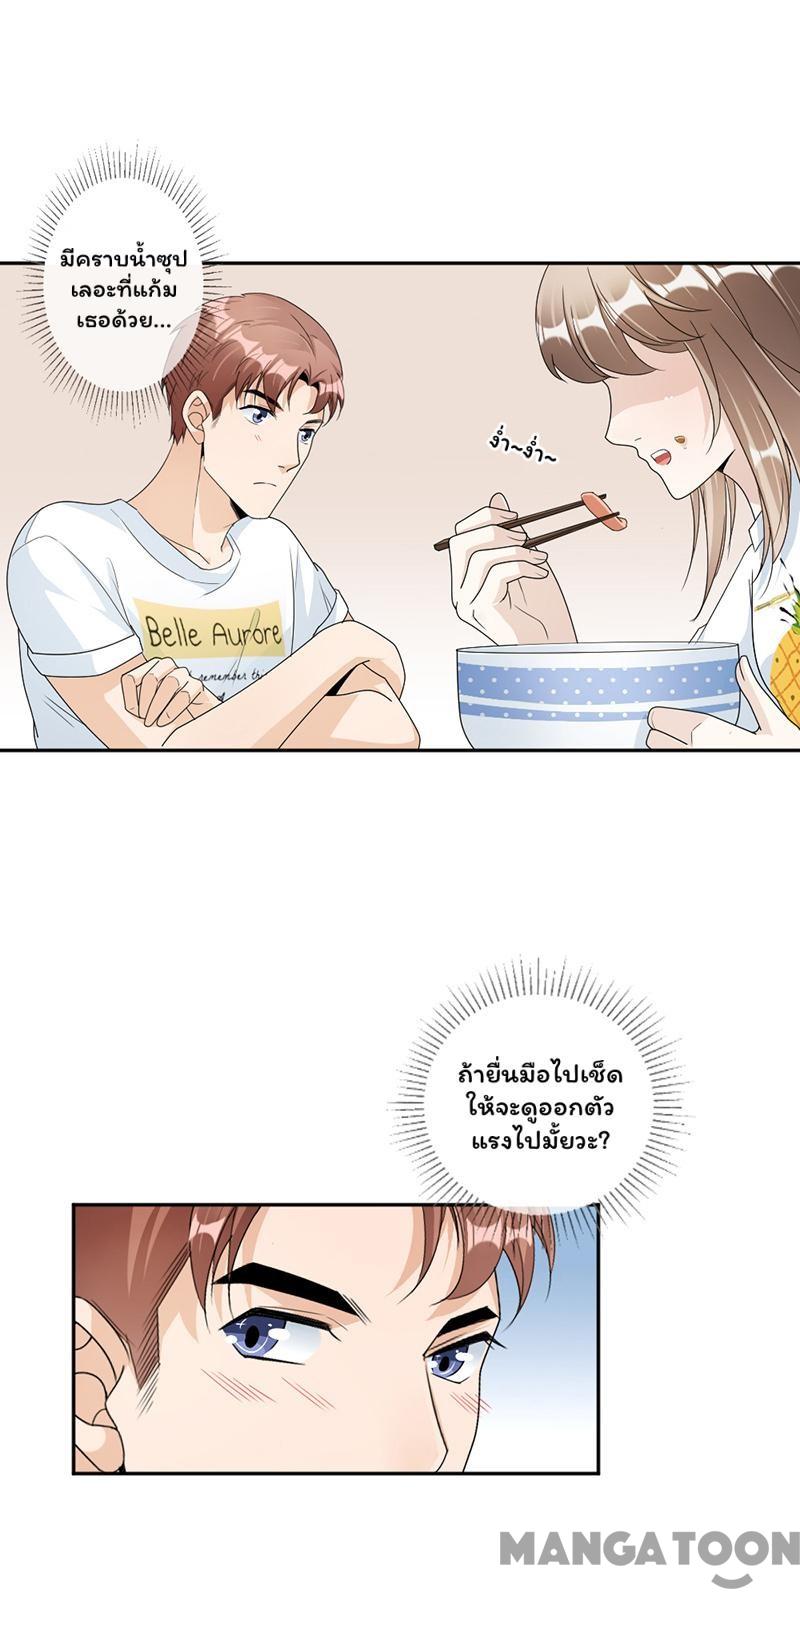 มีคราบน้ำซุป
เลอะที่แก้ม
เธอด้วย...
ง่ำ~ง่ำ~
Belle Aurore
remember th
ถ้ายื่นมือไปเช็ด
ให้จะดูออกตัว
แรงไปมั้ยวะ?
MANGATOON